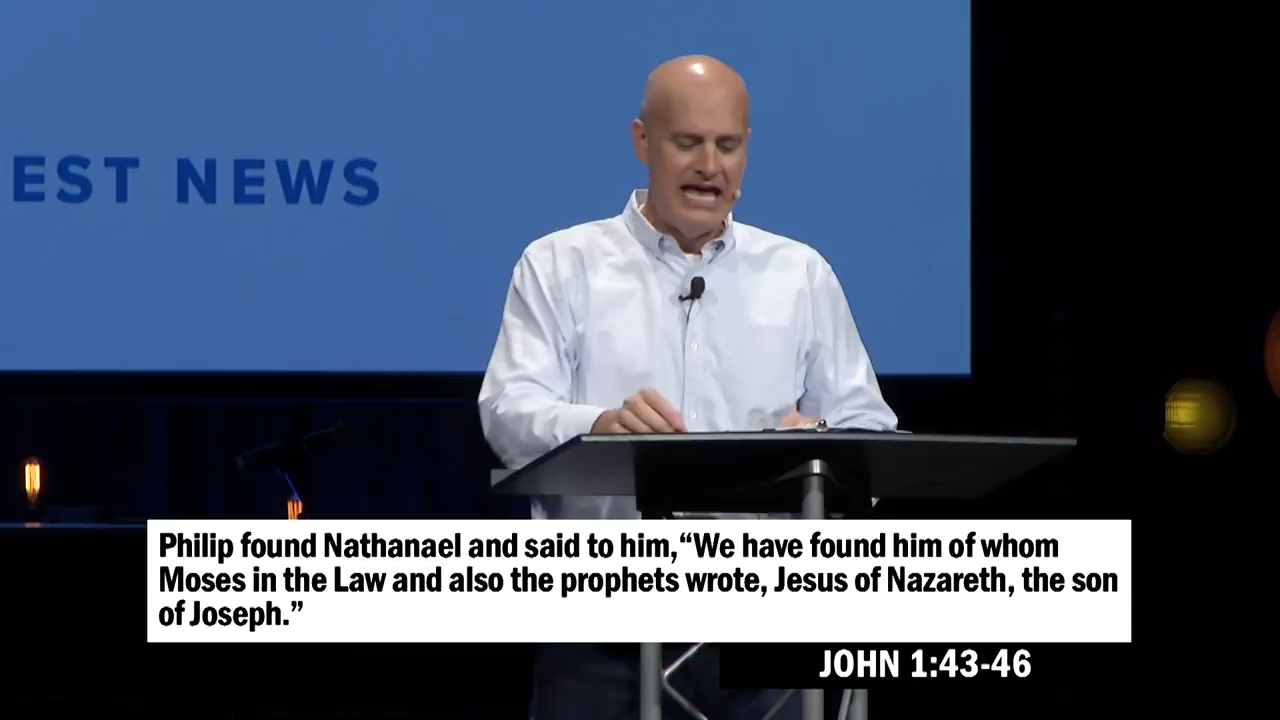 EST NEWS
Philip found Nathanael and said to him,“We have found him of whom
Moses in the Law and also the prophets wrote, Jesus of Nazareth, the son
of Joseph.”
JOHN 1:43-46